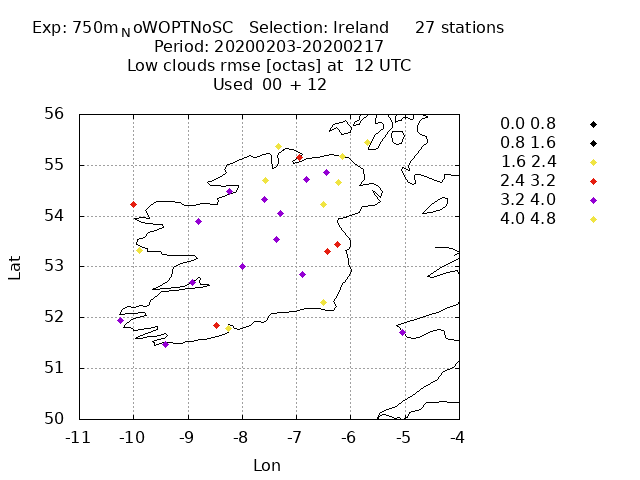 Exp: 750m_NoWOPTNoSC Selection: Ireland 27 stations
Period: 20200203-20200217
Low clouds rmse [octas] at 12 UTC
Used 00 + 12
0.0 0.8
0.8 1.6
1.6 2.4
2.4 3.2
3.2 4.0
4.0 4.8
56
55
54
53
52
51
50
Lat
-11 -10 -9 -8 -7 -6 -5 -4
Lon